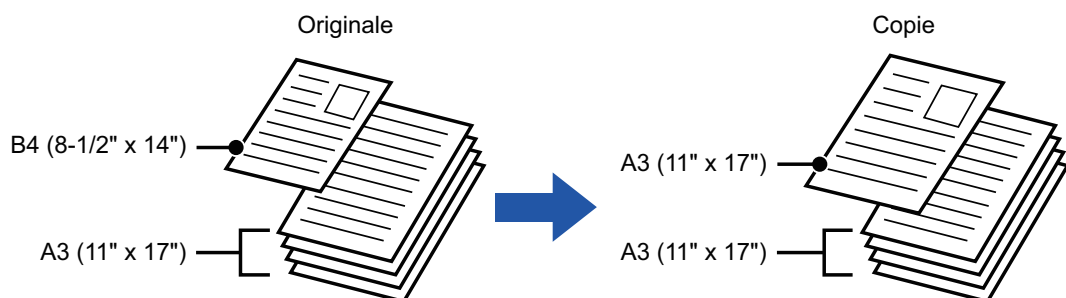 Originale
Copie
B4 (8-1/2" x 14")
A3 (11" x 17")
A3 (11" x 17")
A3 (11" x 17")